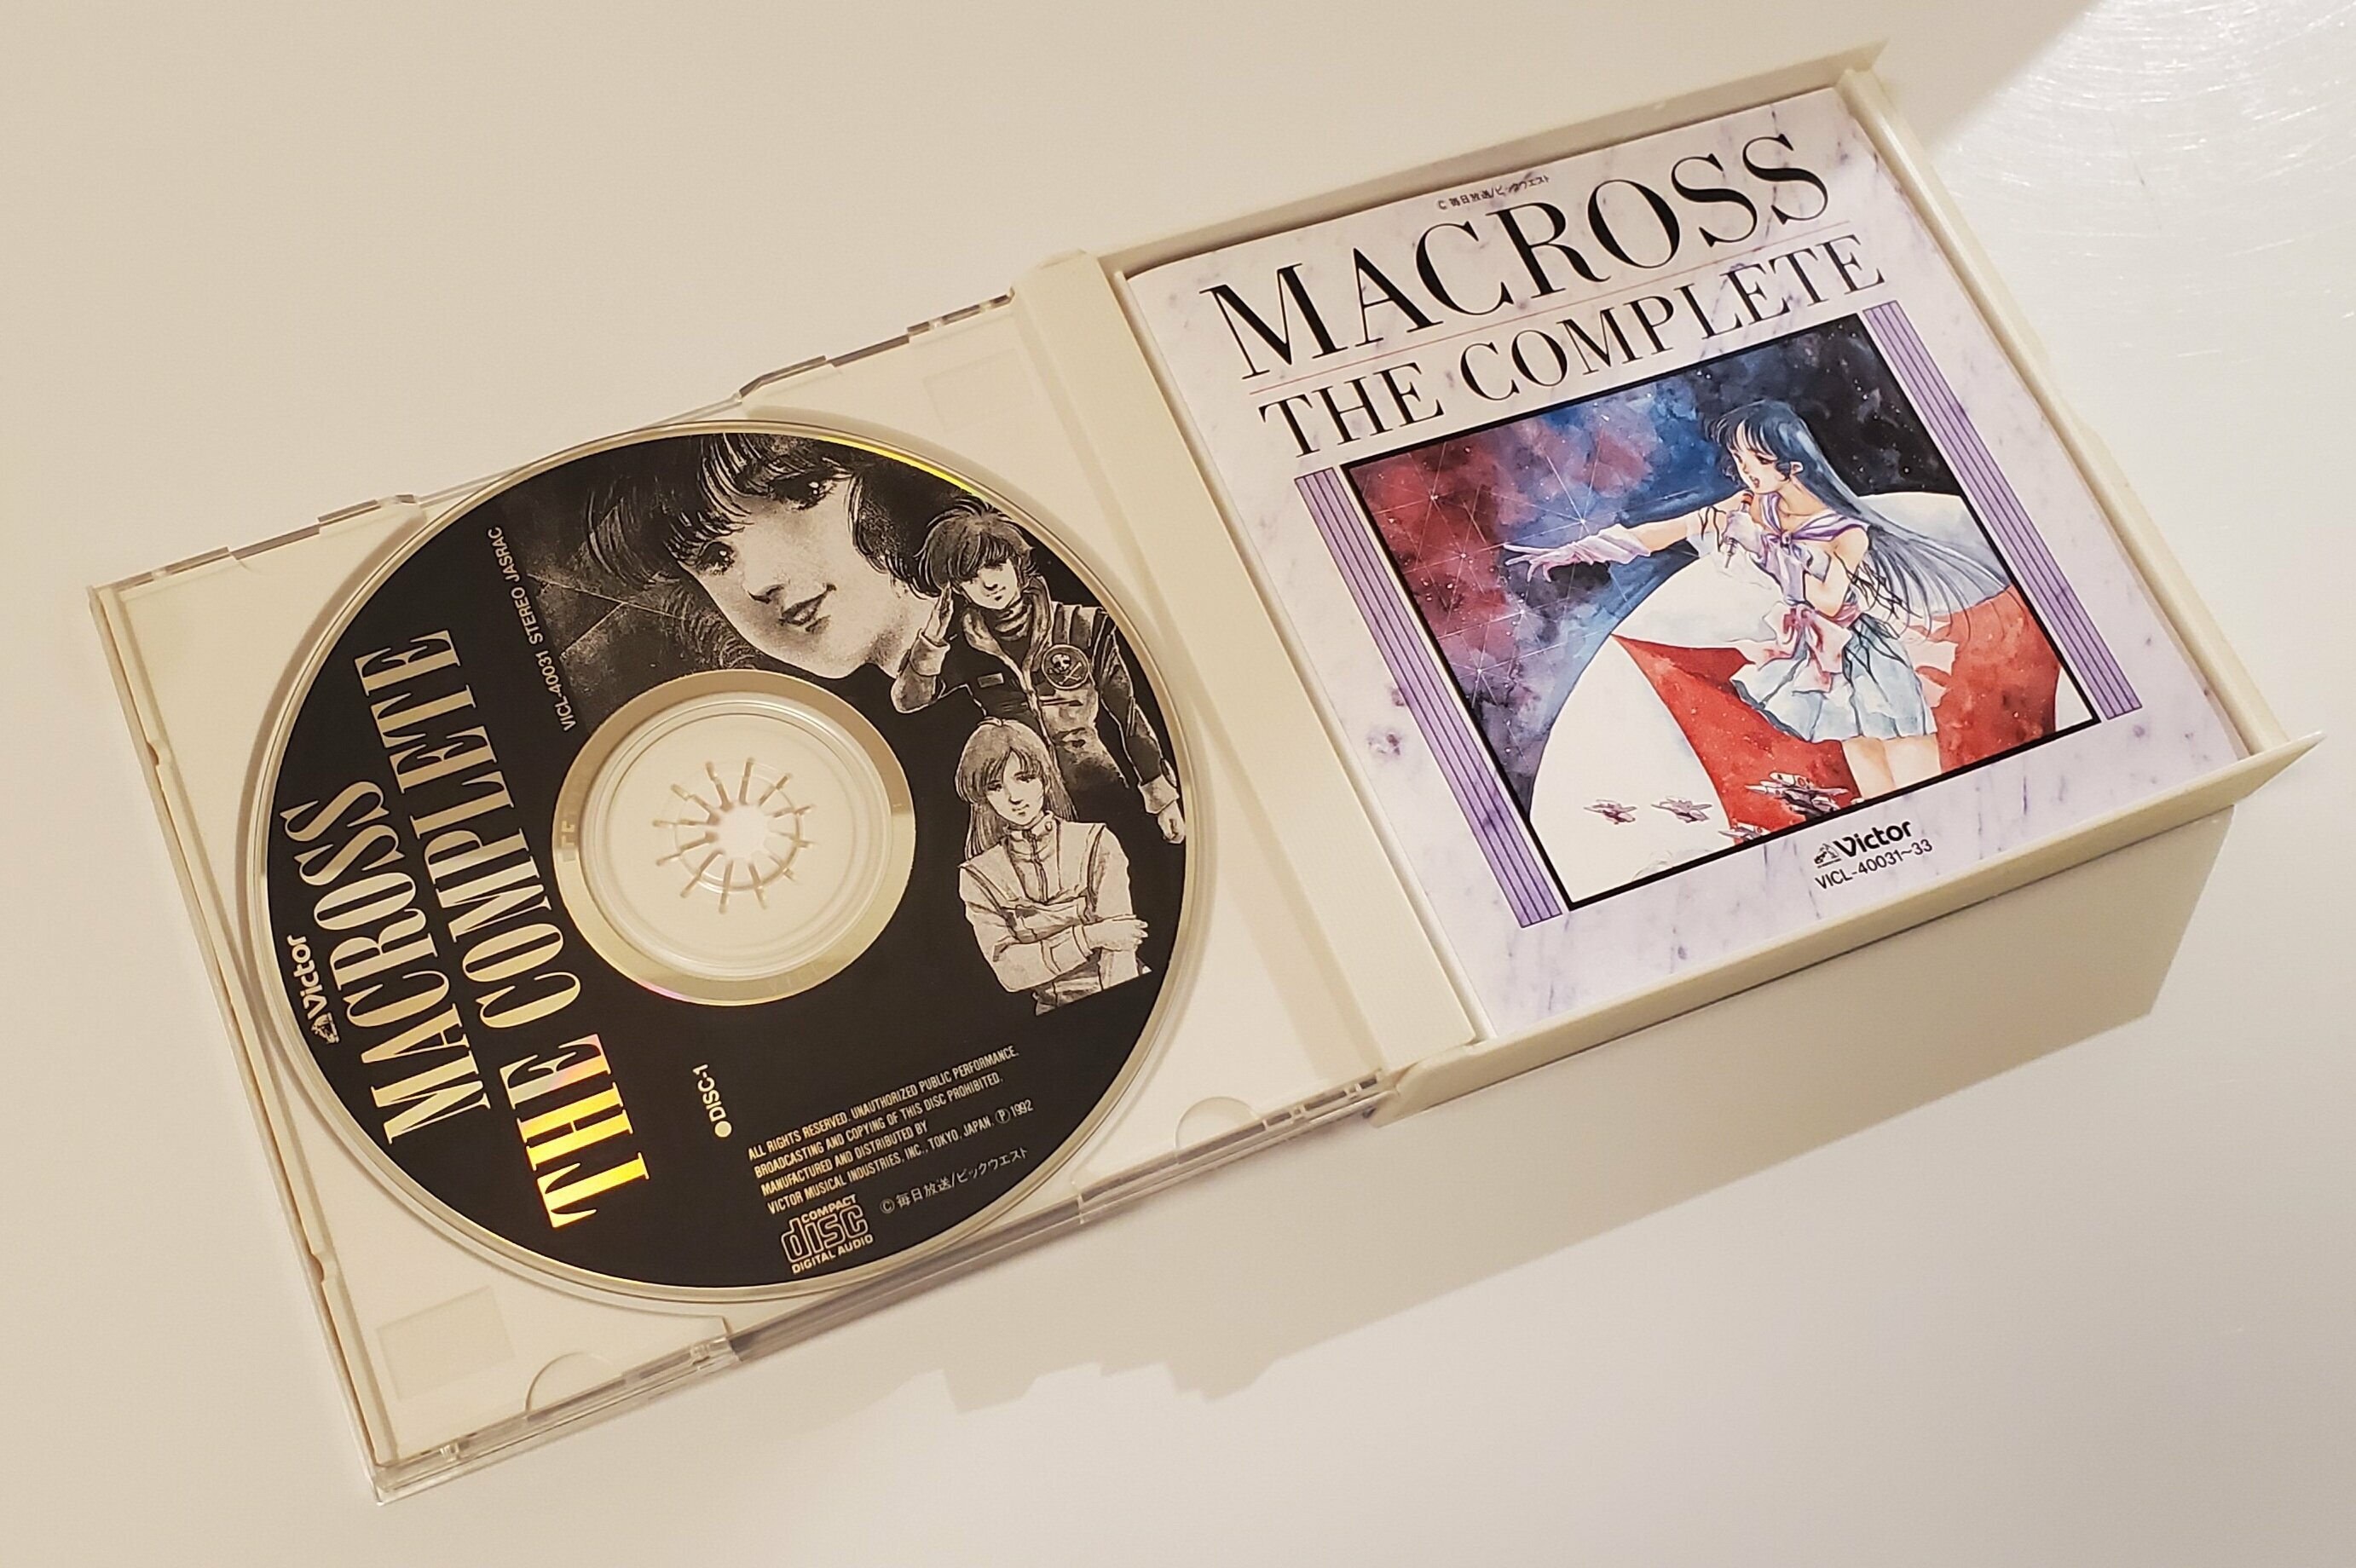 Victor
MACROSS
THE COMPLETE
VICL-40031 STEREO JASRAC
DISC-1
ALL RIGHTS RESERVED. UNAUTHORIZED PUBLIC PERFORMANCE.
BROADCASTING AND COPYING OF THIS DISC PROHIBITED.
MANUFACTURED AND DISTRIBUTED BY
VICTOR MUSICAL INDUSTRIES, INC., TOKYO, JAPAN. Ⓟ1992
COMPACT
disc
DIGITAL AUDIO
© 毎日放送/ビックウエスト
© 毎日放送/ビックウエスト
MACROSS
THE COMPLETE
Victor
VICL-40031~33